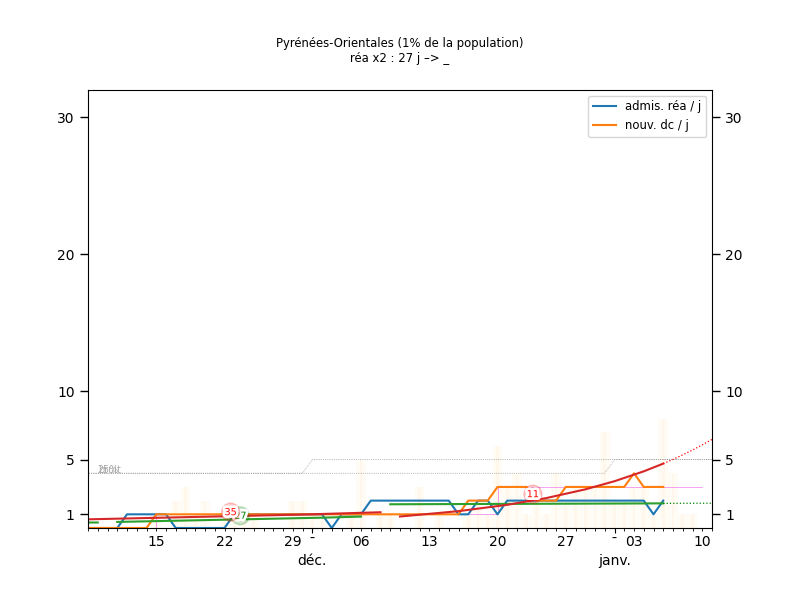 Pyrénées-Orientales (1% de la population)
réa x2 : 27 j –> _
admis. réa / j
nouv. dc / j
30 30
20 20
10 10
5 5
1 1
35
11
15 22 29 - 06 13 20 27 - 03 10
déc. janv.